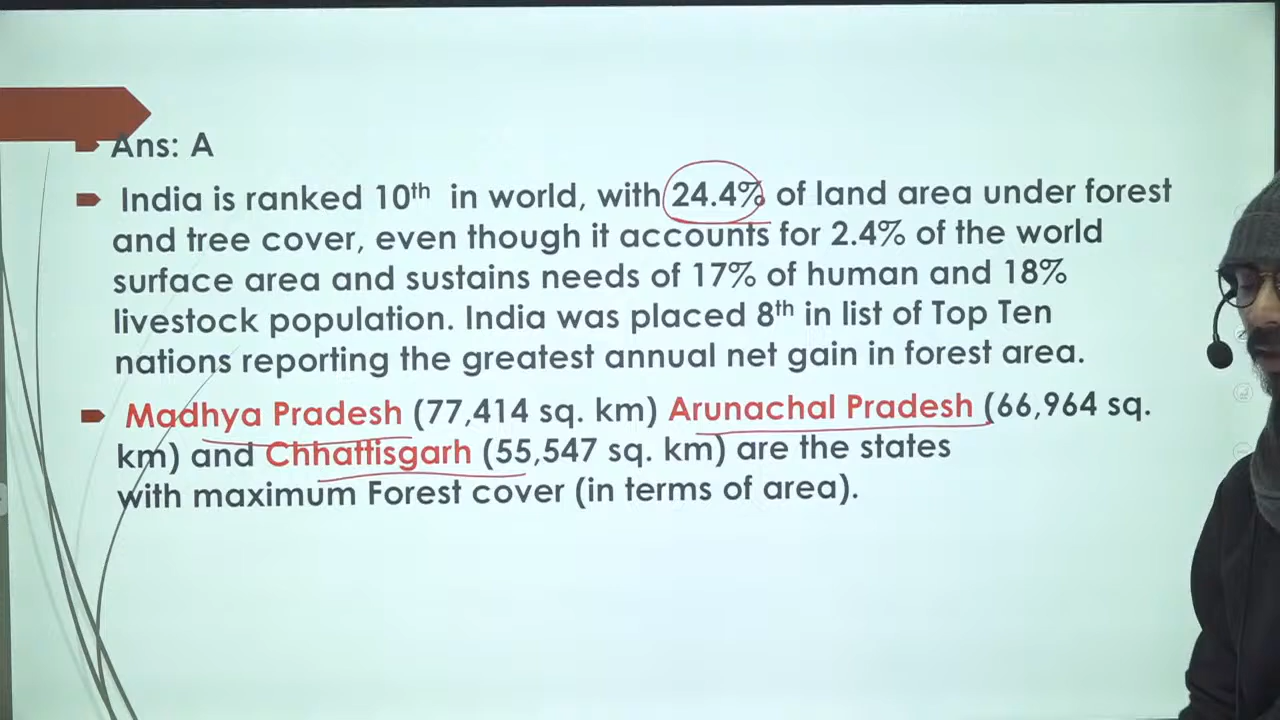 Ans: A
India is ranked 10th in world, with 24.4% of land area under forest
and tree cover, even though it accounts for 2.4% of the world
surface area and sustains needs of 17% of human and 18%
livestock population. India was placed 8th in list of Top Ten
nations reporting the greatest annual net gain in forest area.
Madhya Pradesh (77,414 sq. km) Arunachal Pradesh (66,964 sq.
km) and Chhattisgarh (55,547 sq. km) are the states
with maximum Forest cover (in terms of area).